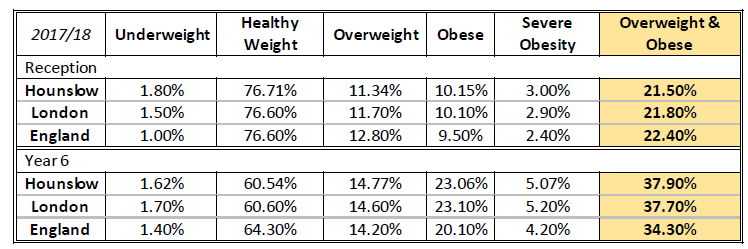 2017/18 Underweight Healthy Weight Overweight Obese Severe Obesity Overweight & Obese
Reception
Hounslow 1.80% 76.71% 11.34% 10.15% 3.00% 21.50%
London 1.50% 76.60% 11.70% 10.10% 2.90% 21.80%
England 1.00% 76.60% 12.80% 9.50% 2.40% 22.40%
Year 6
Hounslow 1.62% 60.54% 14.77% 23.06% 5.07% 37.90%
London 1.70% 60.60% 14.60% 23.10% 5.20% 37.70%
England 1.40% 64.30% 14.20% 20.10% 4.20% 34.30%